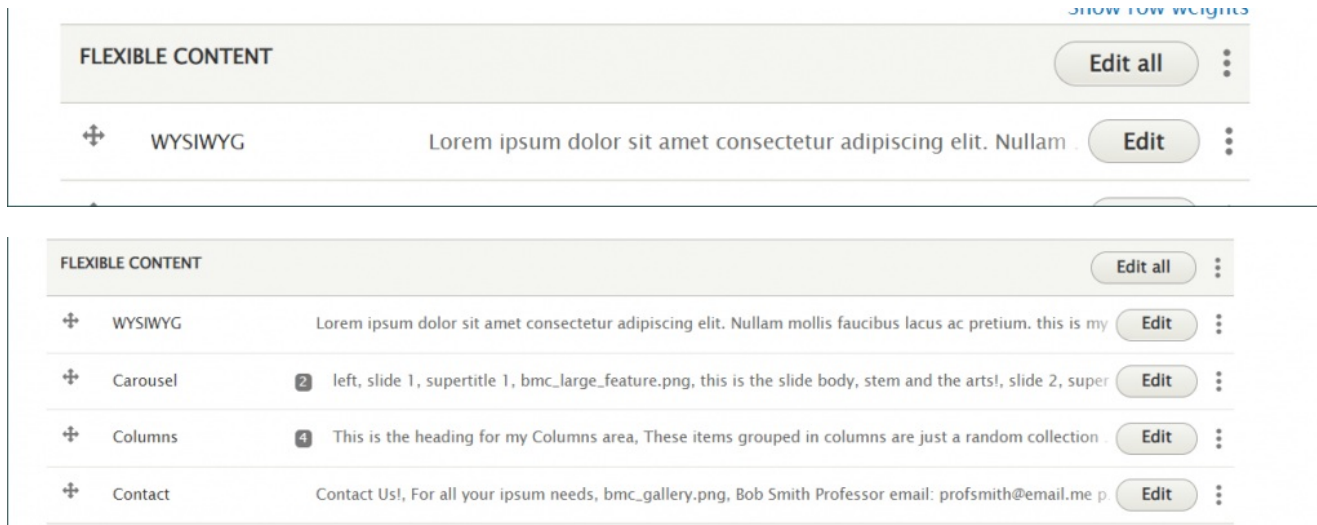 Show row weights
FLEXIBLE CONTENT Edit all
WYSIWYG Lorem ipsum dolor sit amet consectetur adipiscing elit. Nullam . Edit
FLEXIBLE CONTENT Edit all
WYSIWYG Lorem ipsum dolor sit amet consectetur adipiscing elit. Nullam mollis faucibus lacus ac pretium. this is my Edit
Carousel 2 left, slide 1, supertitle 1, bmc_large_feature.png, this is the slide body, stem and the arts!, slide 2, super Edit
Columns 4 This is the heading for my Columns area, These items grouped in columns are just a random collection . Edit
Contact Contact Us!, For all your ipsum needs, bmc_gallery.png, Bob Smith Professor email: profsmith@email.me p Edit